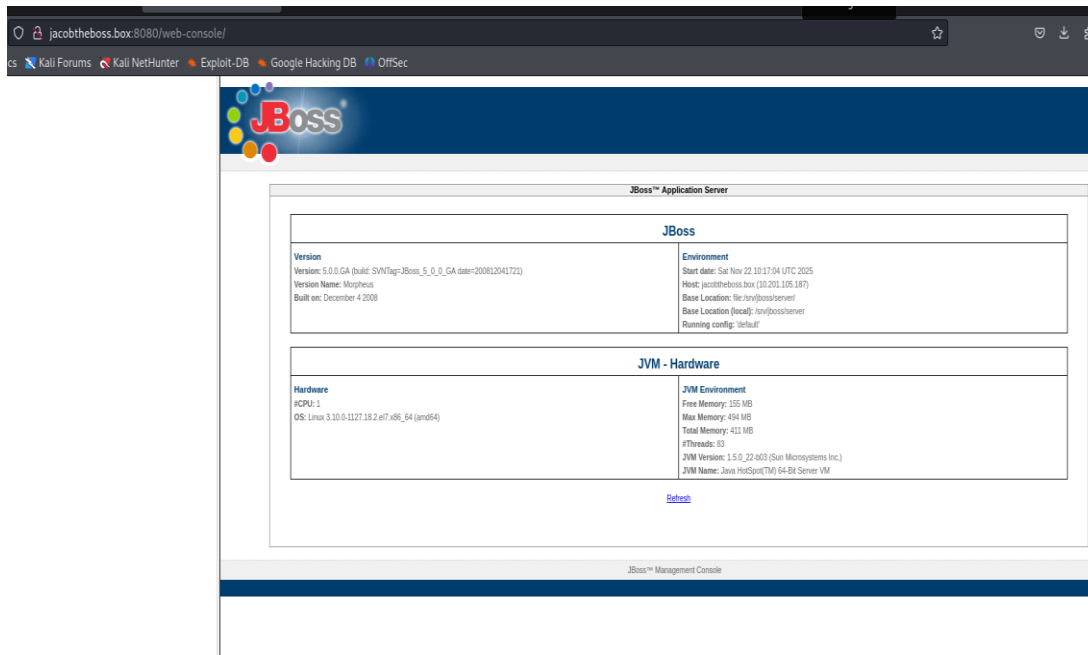 jacobtheboss.box:8080/web-console/
cs Kali Forums Kali NetHunter Exploit-DB Google Hacking DB OffSec
JBoss®
JBoss™ Application Server
JBoss
Version
Version: 5.0.0.GA (build: SVNTag=JBoss_5_0_0_GA date=200812041721)
Version Name: Morpheus
Built on: December 4 2008
Environment
Start date: Sat Nov 22 10:17:04 UTC 2025
Host: jacobtheboss.box (10.201.105.187)
Base Location: file:/srv/jboss/server/
Base Location (local): /srv/jboss/server
Running config: 'default'
JVM - Hardware
Hardware
#CPU: 1
OS: Linux 3.10.0-1127.18.2.el7.x86_64 (amd64)
JVM Environment
Free Memory: 155 MB
Max Memory: 494 MB
Total Memory: 411 MB
#Threads: 83
JVM Version: 1.5.0_22-b03 (Sun Microsystems Inc.)
JVM Name: Java HotSpot(TM) 64-Bit Server VM
Refresh
JBoss™ Management Console